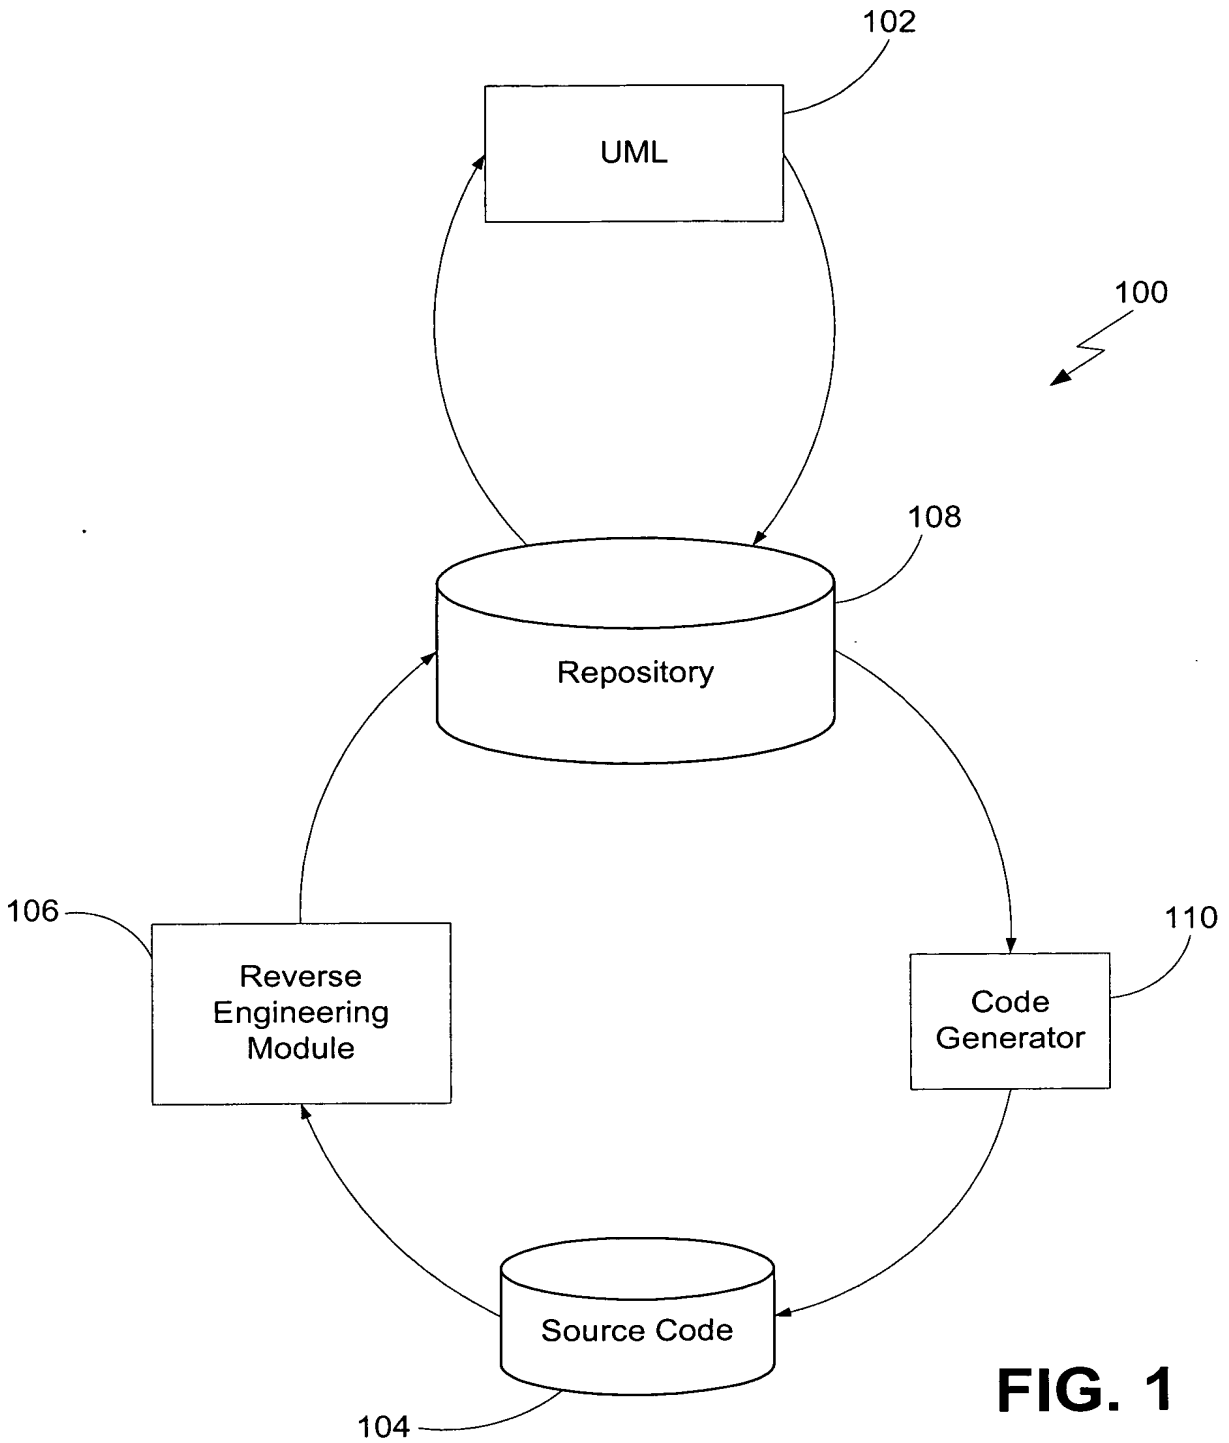 102
UML
100
108
Repository
106
Reverse
Engineering
Module
110
Code
Generator
Source Code
104
FIG. 1